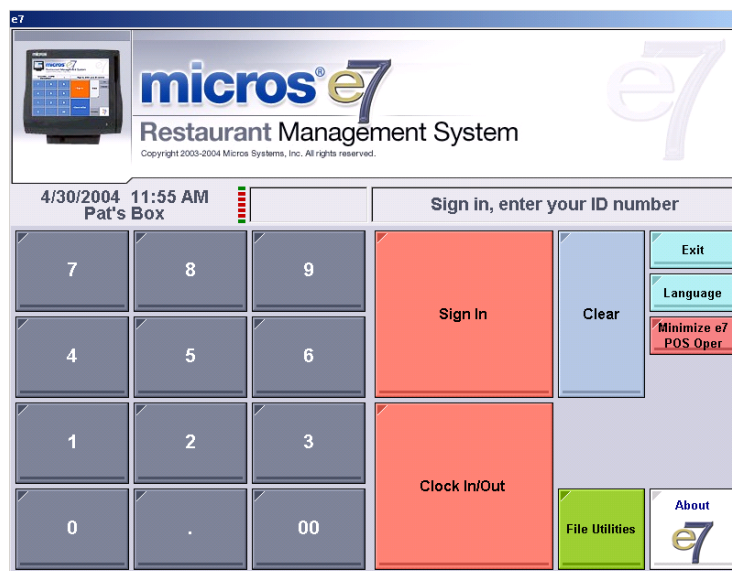 e7
micros® e7
Restaurant Management System
Copyright 2003-2004 Micros Systems, Inc. All rights reserved.
e7
4/30/2004 11:55 AM
Pat's Box
Sign in, enter your ID number
7
8
9
Sign In
Clear
Exit
Language
Minimize e7
POS Oper
4
5
6
1
2
3
Clock In/Out
0
.
00
File Utilities
About
e7